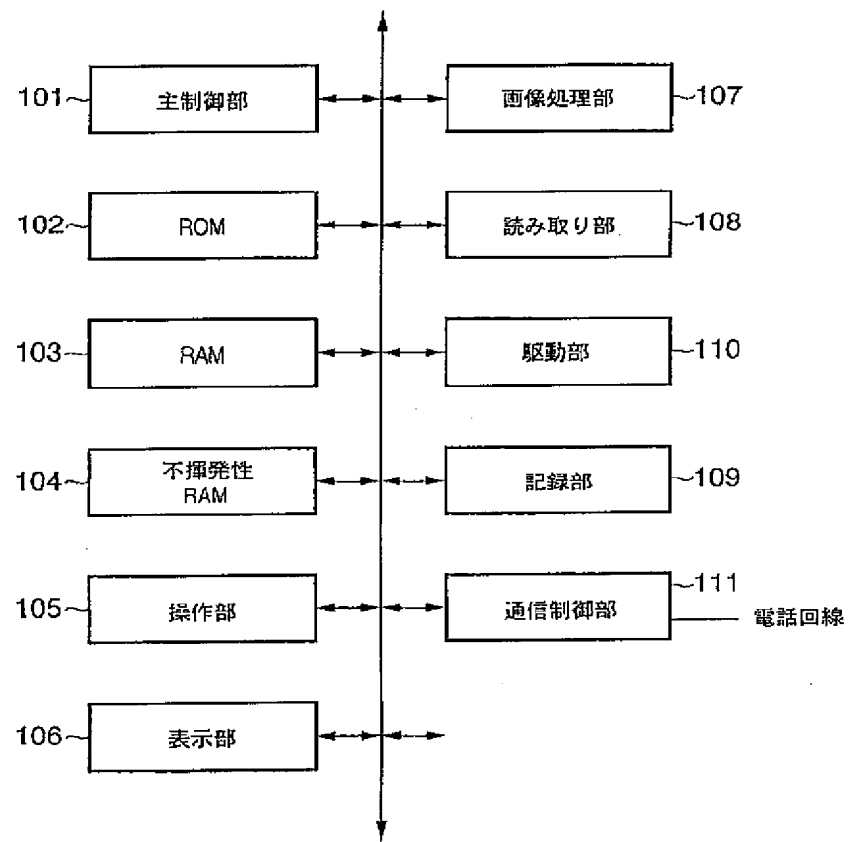 101
主制御部
画像処理部
107
102
ROM
読み取り部
108
103
RAM
駆動部
110
104
不揮発性
RAM
記録部
109
105
操作部
通信制御部
111
電話回線
106
表示部